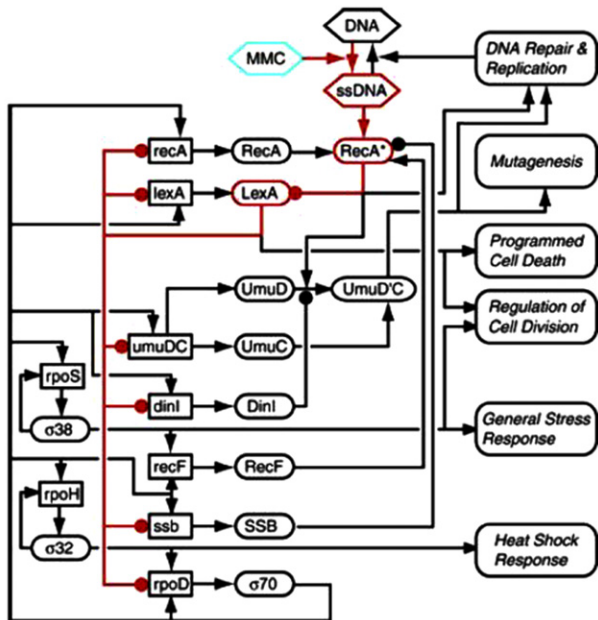 DNA
MMC
DNA Repair &
Replication
ssDNA
recA
RecA
RecA*
Mutagenesis
lexA
LexA
Programmed
Cell Death
UmuD
UmuD'C
Regulation of
Cell Division
umuDC
UmuC
rpoS
dinI
DinI
σ38
General Stress
Response
recF
RecF
rpoH
ssb
SSB
σ32
Heat Shock
Response
rpoD
σ70